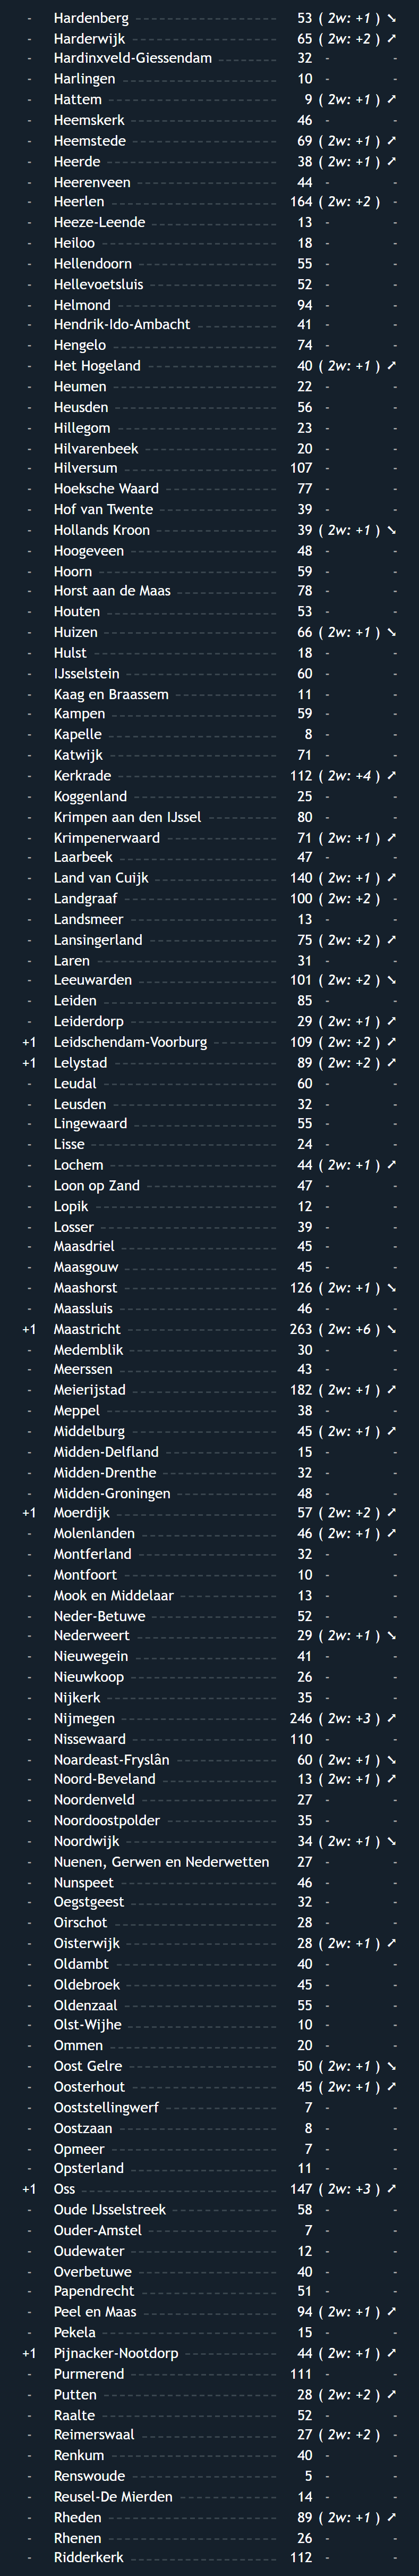 - Hardenberg 53 ( 2w: +1 ) ➘
- Harderwijk 65 ( 2w: +2 ) ➚
- Hardinxveld-Giessendam 32 - -
- Harlingen 10 - -
- Hattem 9 ( 2w: +1 ) ➚
- Heemskerk 46 - -
- Heemstede 69 ( 2w: +1 ) ➚
- Heerde 38 ( 2w: +1 ) ➚
- Heerenveen 44 - -
- Heerlen 164 ( 2w: +2 ) -
- Heeze-Leende 13 - -
- Heiloo 18 - -
- Hellendoorn 55 - -
- Hellevoetsluis 52 - -
- Helmond 94 - -
- Hendrik-Ido-Ambacht 41 - -
- Hengelo 74 - -
- Het Hogeland 40 ( 2w: +1 ) ➚
- Heumen 22 - -
- Heusden 56 - -
- Hillegom 23 - -
- Hilvarenbeek 20 - -
- Hilversum 107 - -
- Hoeksche Waard 77 - -
- Hof van Twente 39 - -
- Hollands Kroon 39 ( 2w: +1 ) ➘
- Hoogeveen 48 - -
- Hoorn 59 - -
- Horst aan de Maas 78 - -
- Houten 53 - -
- Huizen 66 ( 2w: +1 ) ➘
- Hulst 18 - -
- IJsselstein 60 - -
- Kaag en Braassem 11 - -
- Kampen 59 - -
- Kapelle 8 - -
- Katwijk 71 - -
- Kerkrade 112 ( 2w: +4 ) ➚
- Koggenland 25 - -
- Krimpen aan den IJssel 80 - -
- Krimpenerwaard 71 ( 2w: +1 ) ➚
- Laarbeek 47 - -
- Land van Cuijk 140 ( 2w: +1 ) ➚
- Landgraaf 100 ( 2w: +2 ) -
- Landsmeer 13 - -
- Lansingerland 75 ( 2w: +2 ) ➚
- Laren 31 - -
- Leeuwarden 101 ( 2w: +2 ) ➘
- Leiden 85 - -
- Leiderdorp 29 ( 2w: +1 ) ➚
+1 Leidschendam-Voorburg 109 ( 2w: +2 ) ➚
+1 Lelystad 89 ( 2w: +2 ) ➚
- Leudal 60 - -
- Leusden 32 - -
- Lingewaard 55 - -
- Lisse 24 - -
- Lochem 44 ( 2w: +1 ) ➚
- Loon op Zand 47 - -
- Lopik 12 - -
- Losser 39 - -
- Maasdriel 45 - -
- Maasgouw 45 - -
- Maashorst 126 ( 2w: +1 ) ➘
- Maassluis 46 - -
+1 Maastricht 263 ( 2w: +6 ) ➘
- Medemblik 30 - -
- Meerssen 43 - -
- Meierijstad 182 ( 2w: +1 ) ➚
- Meppel 38 - -
- Middelburg 45 ( 2w: +1 ) ➚
- Midden-Delfland 15 - -
- Midden-Drenthe 32 - -
- Midden-Groningen 48 - -
+1 Moerdijk 57 ( 2w: +2 ) ➚
- Molenlanden 46 ( 2w: +1 ) ➚
- Montferland 32 - -
- Montfoort 10 - -
- Mook en Middelaar 13 - -
- Neder-Betuwe 52 - -
- Nederweert 29 ( 2w: +1 ) ➘
- Nieuwegein 41 - -
- Nieuwkoop 26 - -
- Nijkerk 35 - -
- Nijmegen 246 ( 2w: +3 ) ➚
- Nissewaard 110 - -
- Noardeast-Fryslân 60 ( 2w: +1 ) ➘
- Noord-Beveland 13 ( 2w: +1 ) ➚
- Noordenveld 27 - -
- Noordoostpolder 35 - -
- Noordwijk 34 ( 2w: +1 ) ➘
- Nuenen, Gerwen en Nederwetten 27 - -
- Nunspeet 46 - -
- Oegstgeest 32 - -
- Oirschot 28 - -
- Oisterwijk 28 ( 2w: +1 ) ➚
- Oldambt 40 - -
- Oldebroek 45 - -
- Oldenzaal 55 - -
- Olst-Wijhe 10 - -
- Ommen 20 - -
- Oost Gelre 50 ( 2w: +1 ) ➘
- Oosterhout 45 ( 2w: +1 ) ➚
- Ooststellingwerf 7 - -
- Oostzaan 8 - -
- Opmeer 7 - -
- Opsterland 11 - -
+1 Oss 147 ( 2w: +3 ) ➚
- Oude IJsselstreek 58 - -
- Ouder-Amstel 7 - -
- Oudewater 12 - -
- Overbetuwe 40 - -
- Papendrecht 51 - -
- Peel en Maas 94 ( 2w: +1 ) ➚
- Pekela 15 - -
+1 Pijnacker-Nootdorp 44 ( 2w: +1 ) ➚
- Purmerend 111 - -
- Putten 28 ( 2w: +2 ) ➚
- Raalte 52 - -
- Reimerswaal 27 ( 2w: +2 ) -
- Renkum 40 - -
- Renswoude 5 - -
- Reusel-De Mierden 14 - -
- Rheden 89 ( 2w: +1 ) ➚
- Rhenen 26 - -
- Ridderkerk 112 - -